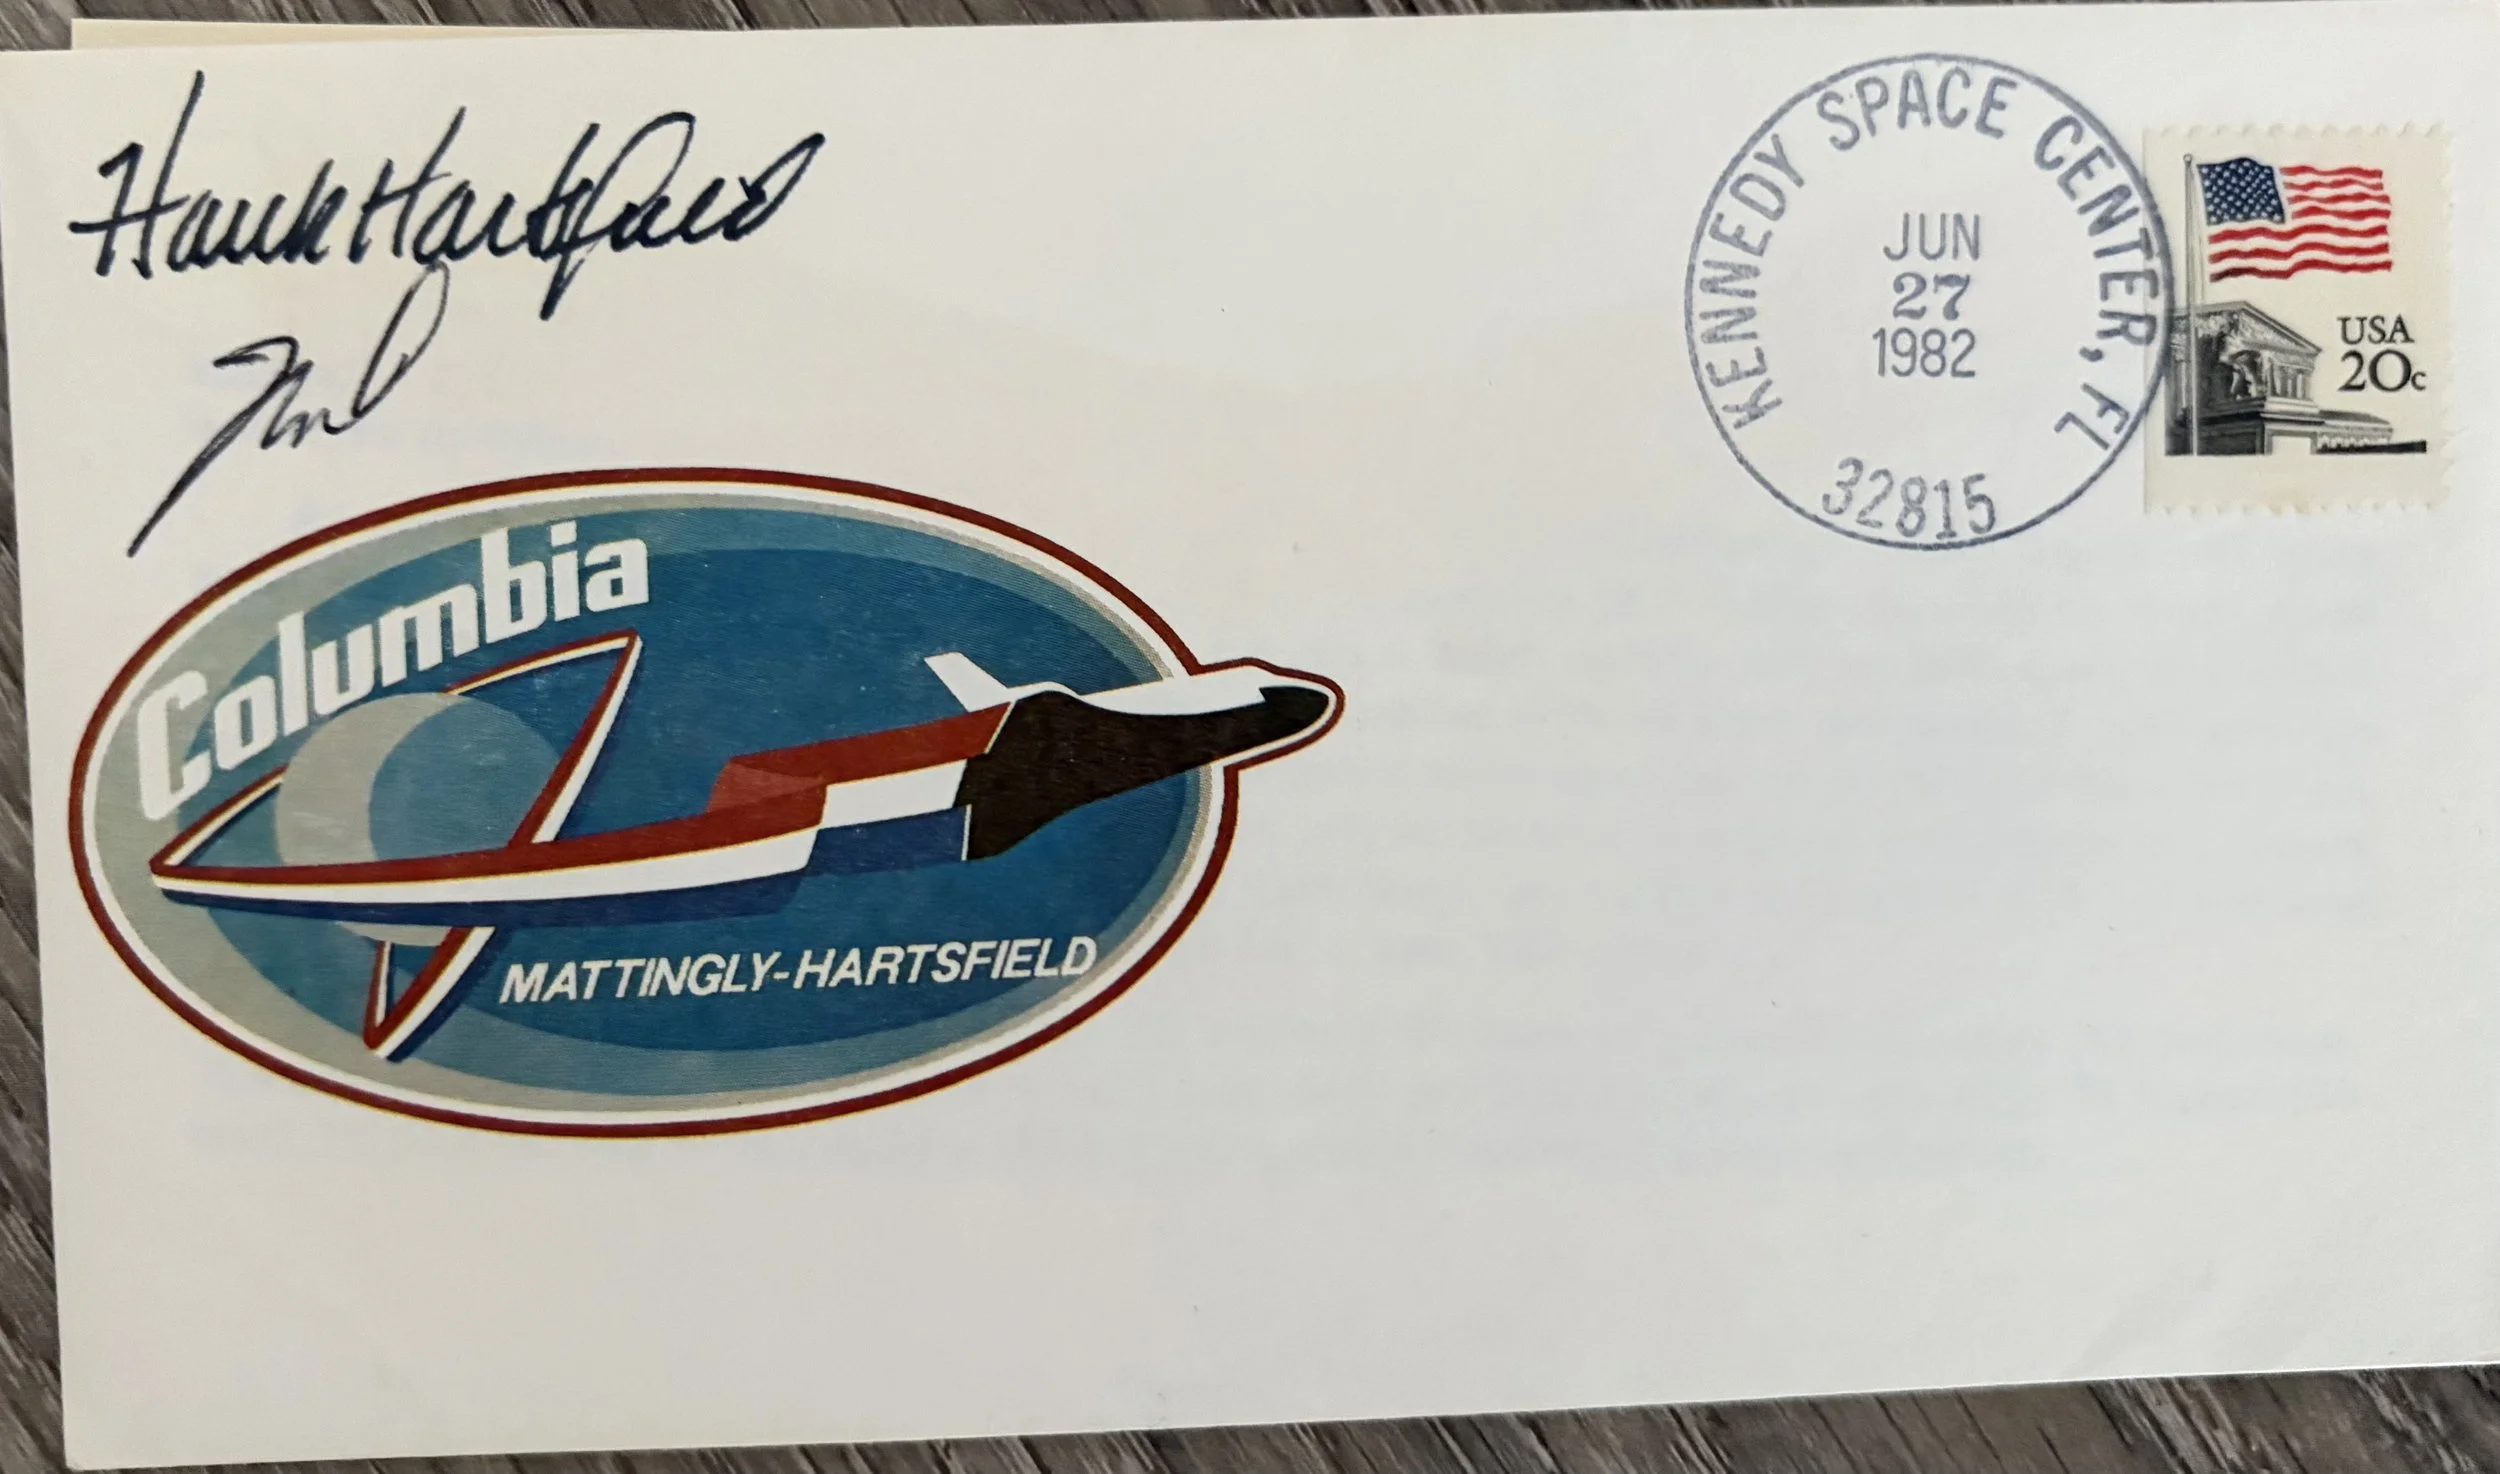 Hank Hartsfield
KENNEDY SPACE CENTER, FL
JUN
27
1982
32815
USA
20c
Columbia
MATTINGLY-HARTSFIELD